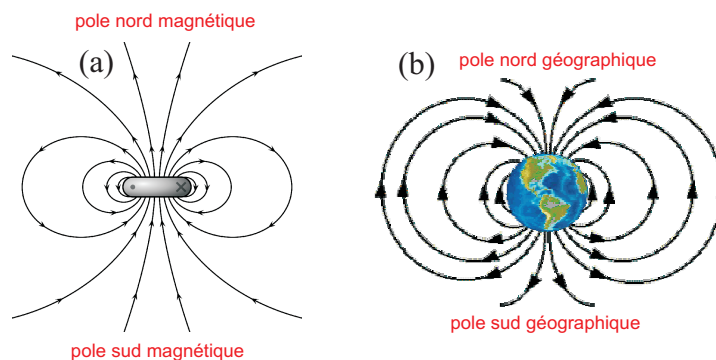 pole nord magnétique
(a)
pole sud magnétique
(b)
pole nord géographique
pole sud géographique